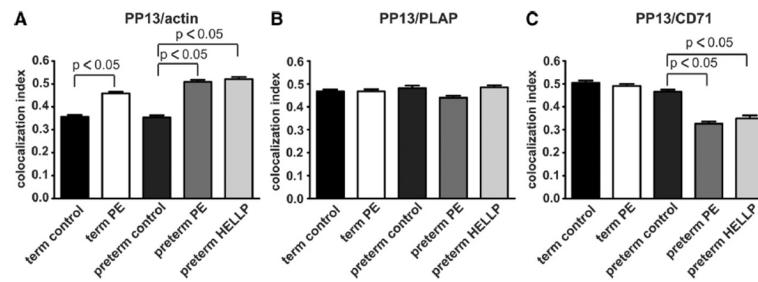 A
PP13/actin
p < 0.05
p < 0.05
p < 0.05
colocalization index
0.6
0.5
0.4
0.3
0.2
0.1
0.0
term control
term PE
preterm control
preterm PE
preterm HELLP
B
PP13/PLAP
colocalization index
0.6
0.5
0.4
0.3
0.2
0.1
0.0
term control
term PE
preterm control
preterm PE
preterm HELLP
C
PP13/CD71
p < 0.05
p < 0.05
colocalization index
0.6
0.5
0.4
0.3
0.2
0.1
0.0
term control
term PE
preterm control
preterm PE
preterm HELLP